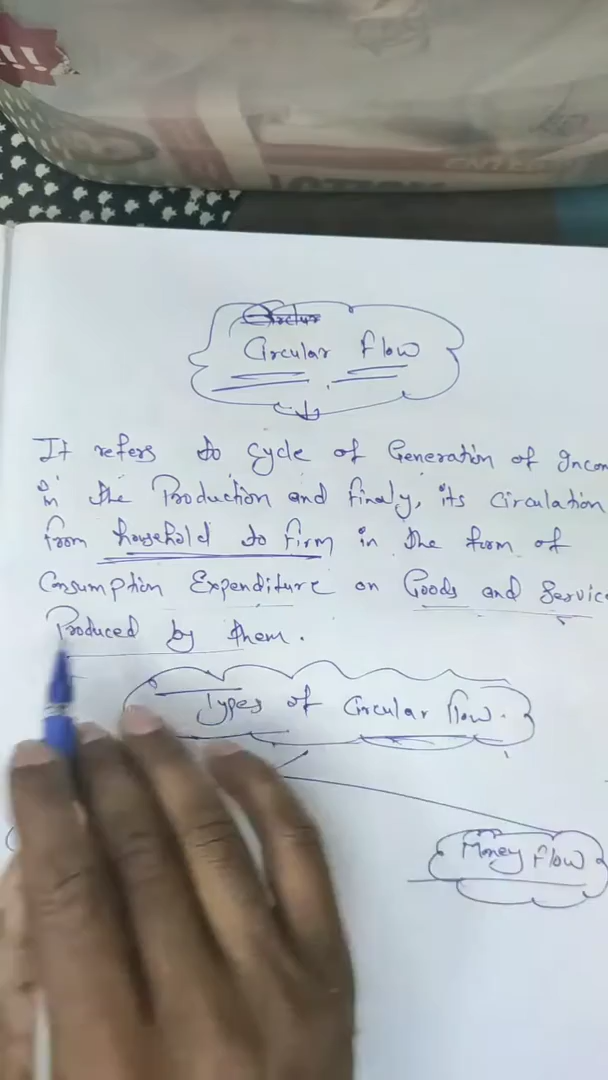 Circular Flow
It refers to cycle of Generation of Incom
in the Production and finaly, its circulation
from household to firm in the form of
Consumption Expenditure on Goods and Service
Produced by them.
Types of Circular flow.
Money flow